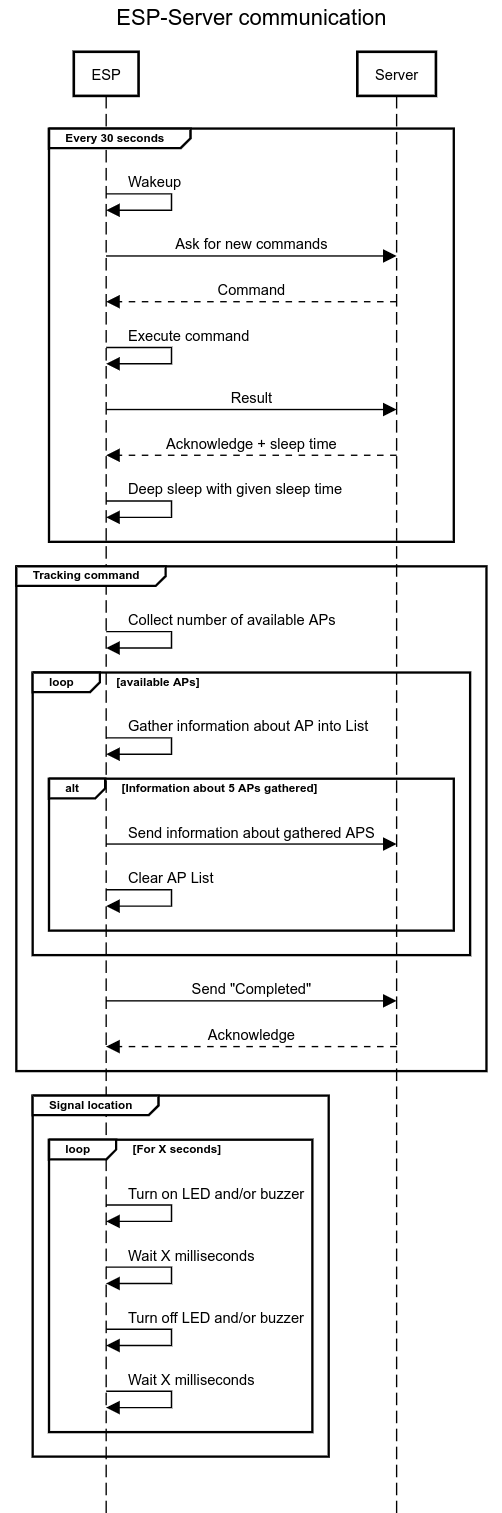 ESP-Server communication
ESP
Server
Every 30 seconds
Wakeup
Ask for new commands
Command
Execute command
Result
Acknowledge + sleep time
Deep sleep with given sleep time
Tracking command
Collect number of available APs
loop
[available APs]
Gather information about AP into List
alt
[Information about 5 APs gathered]
Send information about gathered APS
Clear AP List
Send "Completed"
Acknowledge
Signal location
loop
[For X seconds]
Turn on LED and/or buzzer
Wait X milliseconds
Turn off LED and/or buzzer
Wait X milliseconds